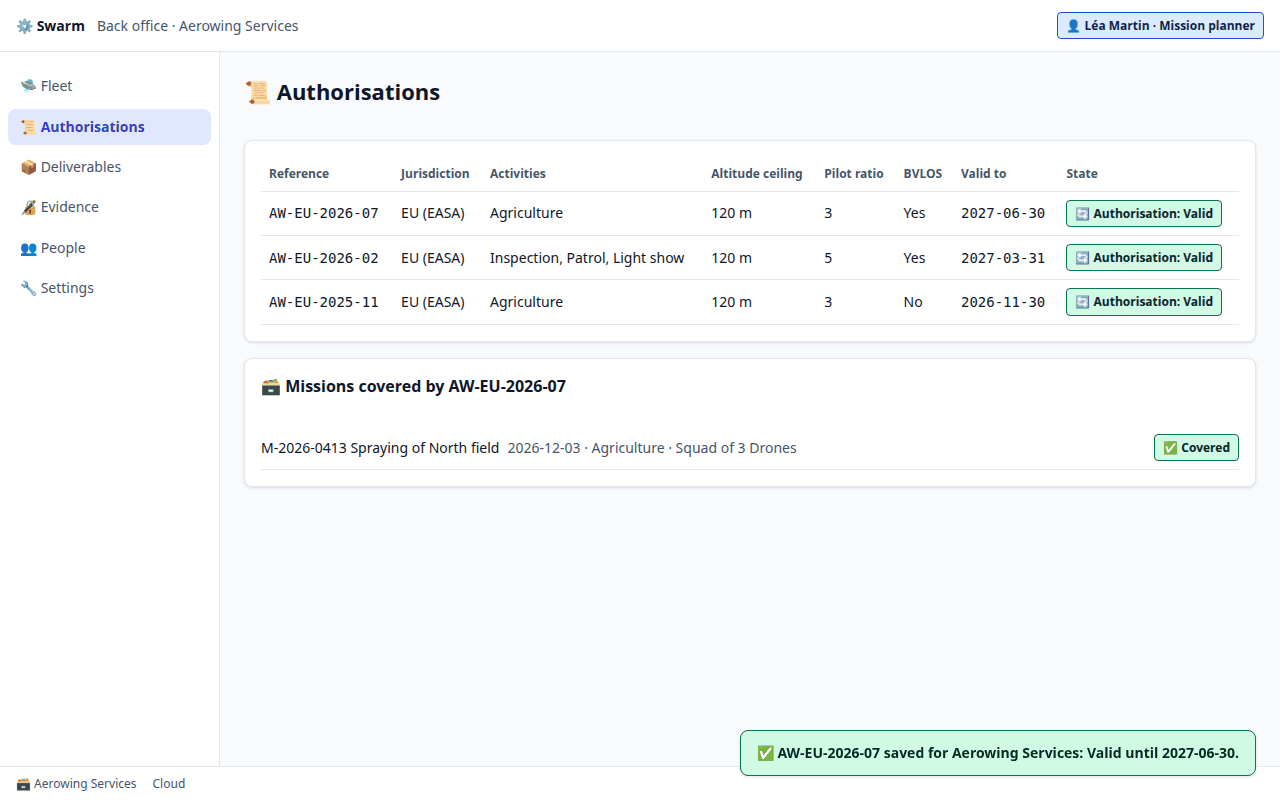 ⚙️ Swarm Back office · Aerowing Services
👤 Léa Martin · Mission planner
🛸 Fleet
📜 Authorisations
📦 Deliverables
🔏 Evidence
👥 People
🔧 Settings
📜 Authorisations
Reference Jurisdiction Activities Altitude ceiling Pilot ratio BVLOS Valid to State
AW-EU-2026-07 EU (EASA) Agriculture 120 m 3 Yes 2027-06-30 🔄 Authorisation: Valid
AW-EU-2026-02 EU (EASA) Inspection, Patrol, Light show 120 m 5 Yes 2027-03-31 🔄 Authorisation: Valid
AW-EU-2025-11 EU (EASA) Agriculture 120 m 3 No 2026-11-30 🔄 Authorisation: Valid
🗃️ Missions covered by AW-EU-2026-07
M-2026-0413 Spraying of North field 2026-12-03 · Agriculture · Squad of 3 Drones ✅ Covered
✅ AW-EU-2026-07 saved for Aerowing Services: Valid until 2027-06-30.
🗃️ Aerowing Services Cloud